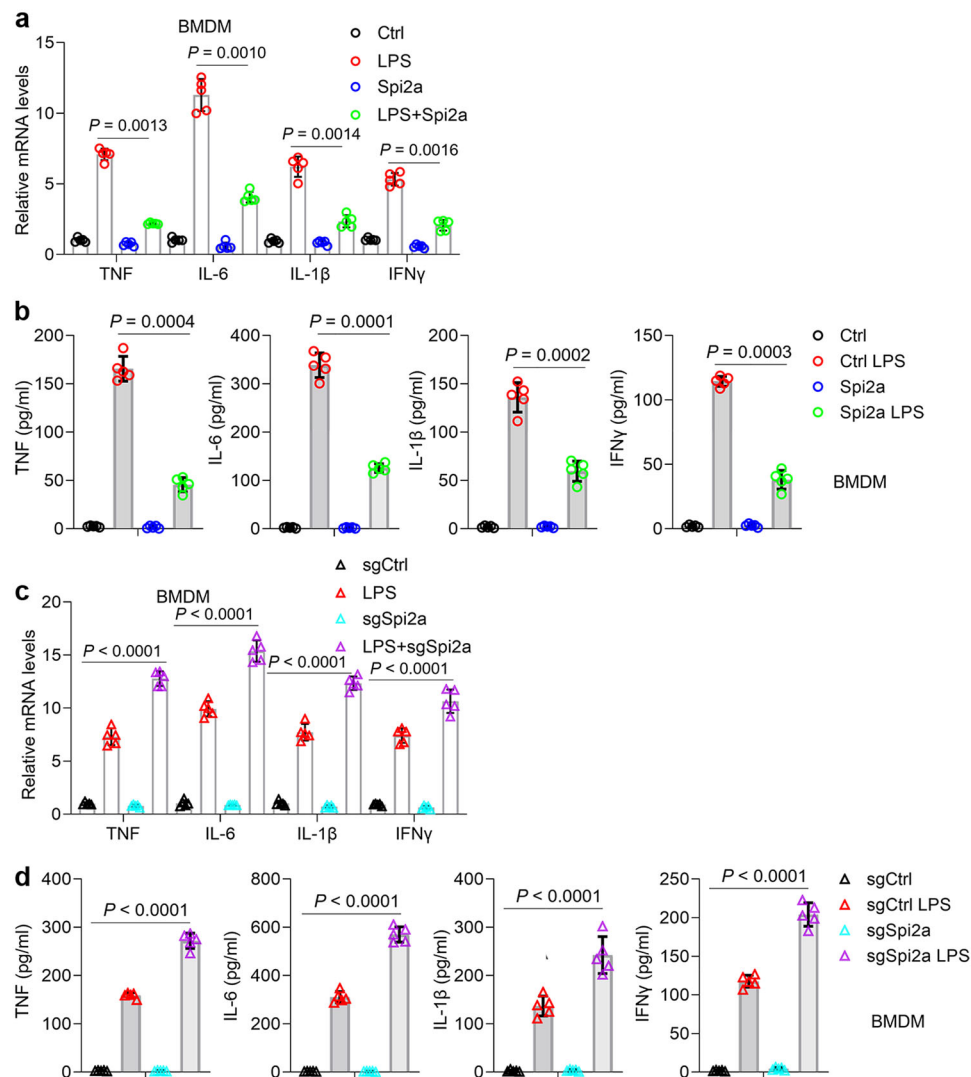 a
BMDM
Ctrl
LPS
Spi2a
LPS+Spi2a
Relative mRNA levels
15
10
5
0
P = 0.0013
P = 0.0010
P = 0.0014
P = 0.0016
TNF IL-6 IL-1β IFNγ
b
TNF (pg/ml)
200
150
100
50
0
P = 0.0004
IL-6 (pg/ml)
400
300
200
100
0
P = 0.0001
IL-1β (pg/ml)
200
150
100
50
0
P = 0.0002
IFNγ (pg/ml)
150
100
50
0
P = 0.0003
Ctrl
Ctrl LPS
Spi2a
Spi2a LPS
BMDM
c
BMDM
sgCtrl
LPS
sgSpi2a
LPS+sgSpi2a
Relative mRNA levels
20
15
10
5
0
P < 0.0001
P < 0.0001
P < 0.0001
P < 0.0001
TNF IL-6 IL-1β IFNγ
d
TNF (pg/ml)
400
300
200
100
0
P < 0.0001
IL-6 (pg/ml)
800
600
400
200
0
P < 0.0001
IL-1β (pg/ml)
400
300
200
100
0
P < 0.0001
IFNγ (pg/ml)
250
200
150
100
50
0
P < 0.0001
sgCtrl
sgCtrl LPS
sgSpi2a
sgSpi2a LPS
BMDM